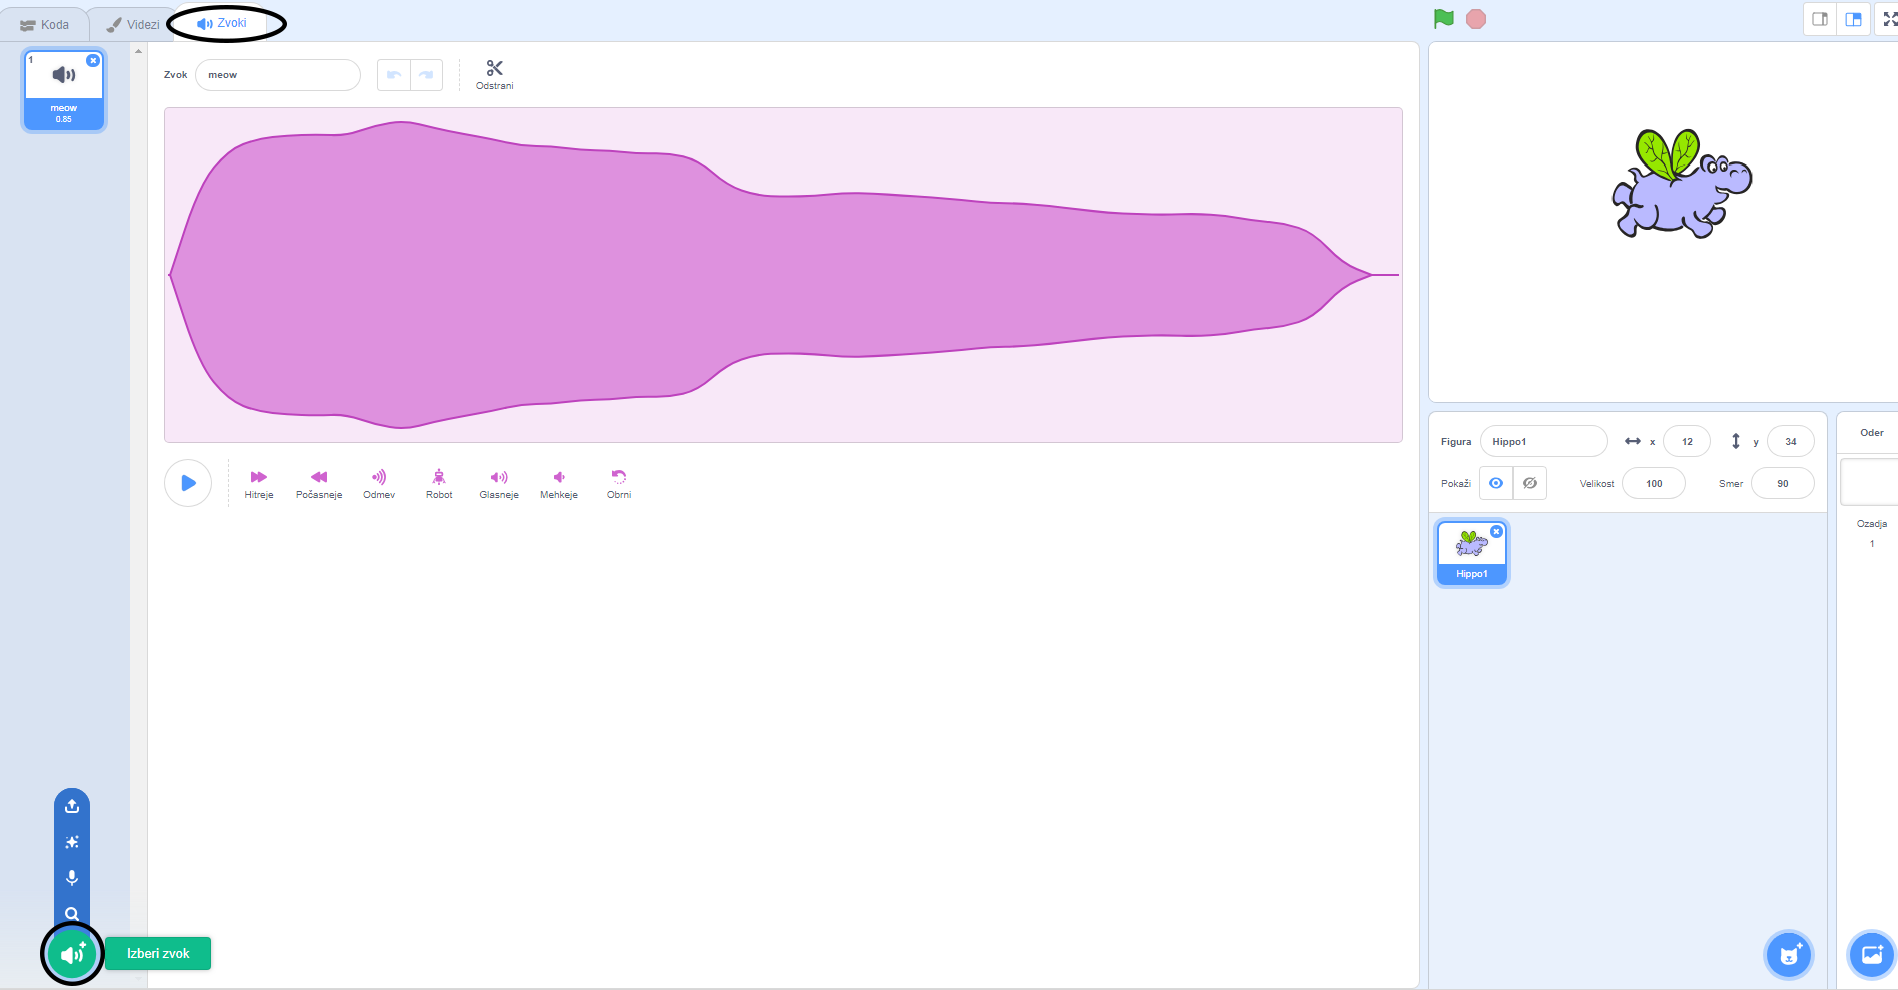 Koda
Videzi
Zvoki
1
meow
0.85
Zvok
meow
Odstrani
Hitreje
Počasneje
Odmev
Robot
Glasneje
Mehkeje
Obrni
Izberi zvok
Figura
Hippo1
x
12
y
34
Pokaži
Velikost
100
Smer
90
Hippo1
Oder
Ozadja
1